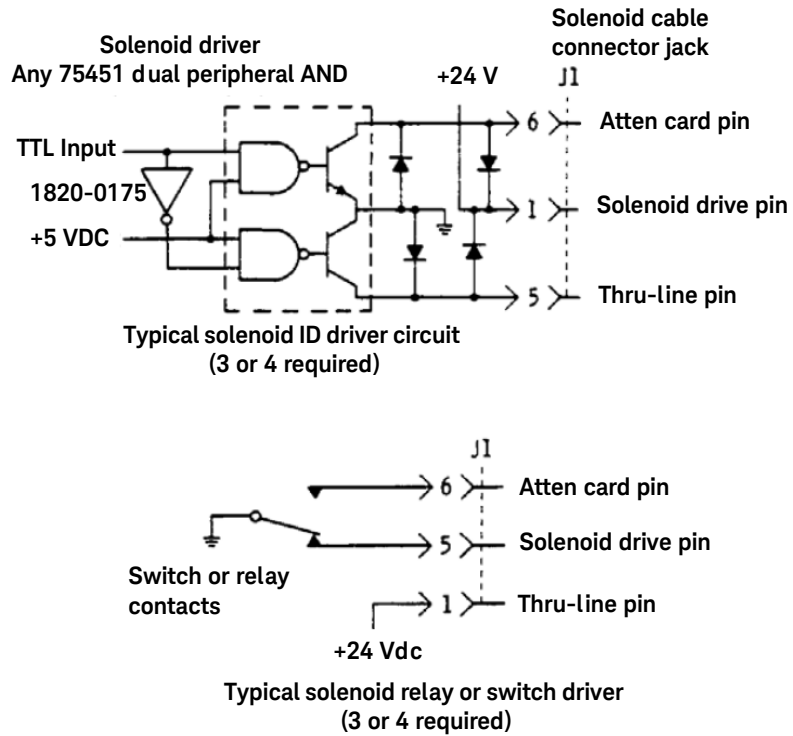 Solenoid cable
connector jack
Solenoid driver
Any 75451 dual peripheral AND
+24 V
J1
6
Atten card pin
TTL Input
1820-0175
1
Solenoid drive pin
+5 VDC
5
Thru-line pin
Typical solenoid ID driver circuit
(3 or 4 required)
J1
6
Atten card pin
5
Solenoid drive pin
Switch or relay
contacts
1
Thru-line pin
+24 Vdc
Typical solenoid relay or switch driver
(3 or 4 required)